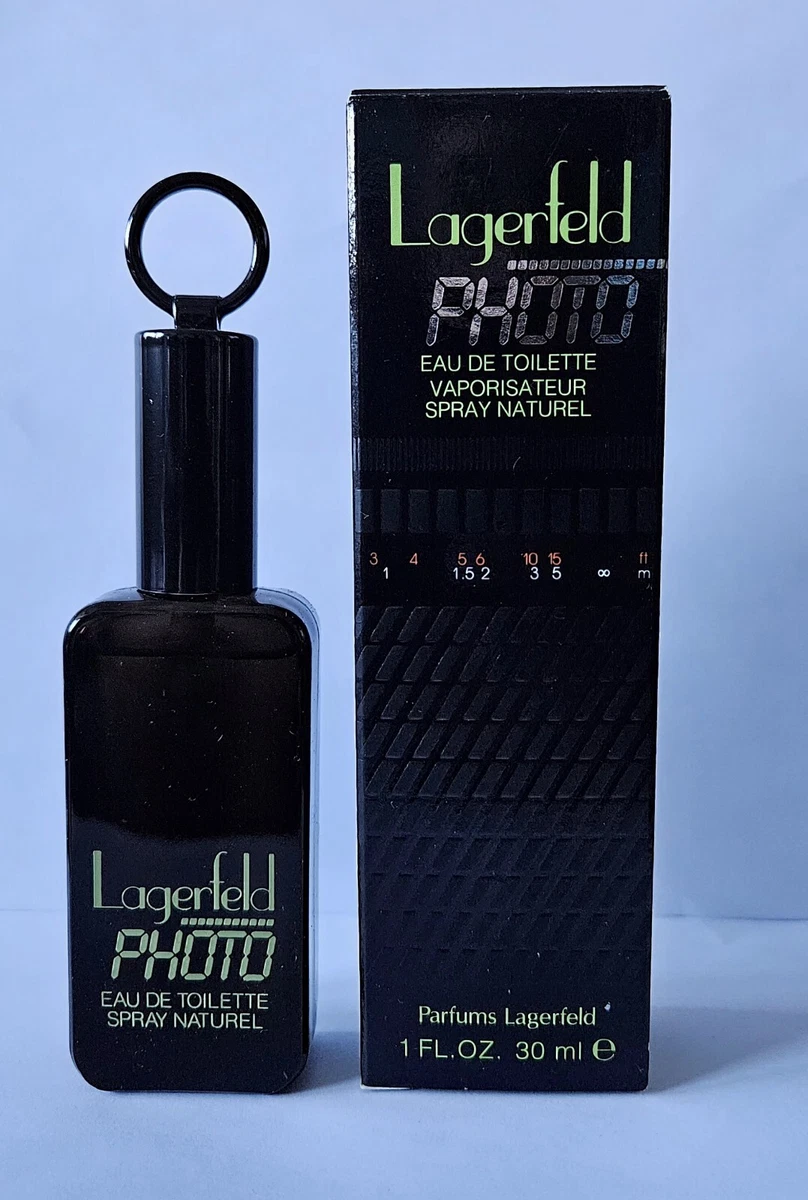 Lagerfeld
PHOTO
EAU DE TOILETTE
SPRAY NATUREL
Lagerfeld
PHOTO
EAU DE TOILETTE
VAPORISATEUR
SPRAY NATUREL
3 4 5 6 10 15 ft
1 1.5 2 3 5 ∞ m
Parfums Lagerfeld
1 FL.OZ. 30 ml ℮